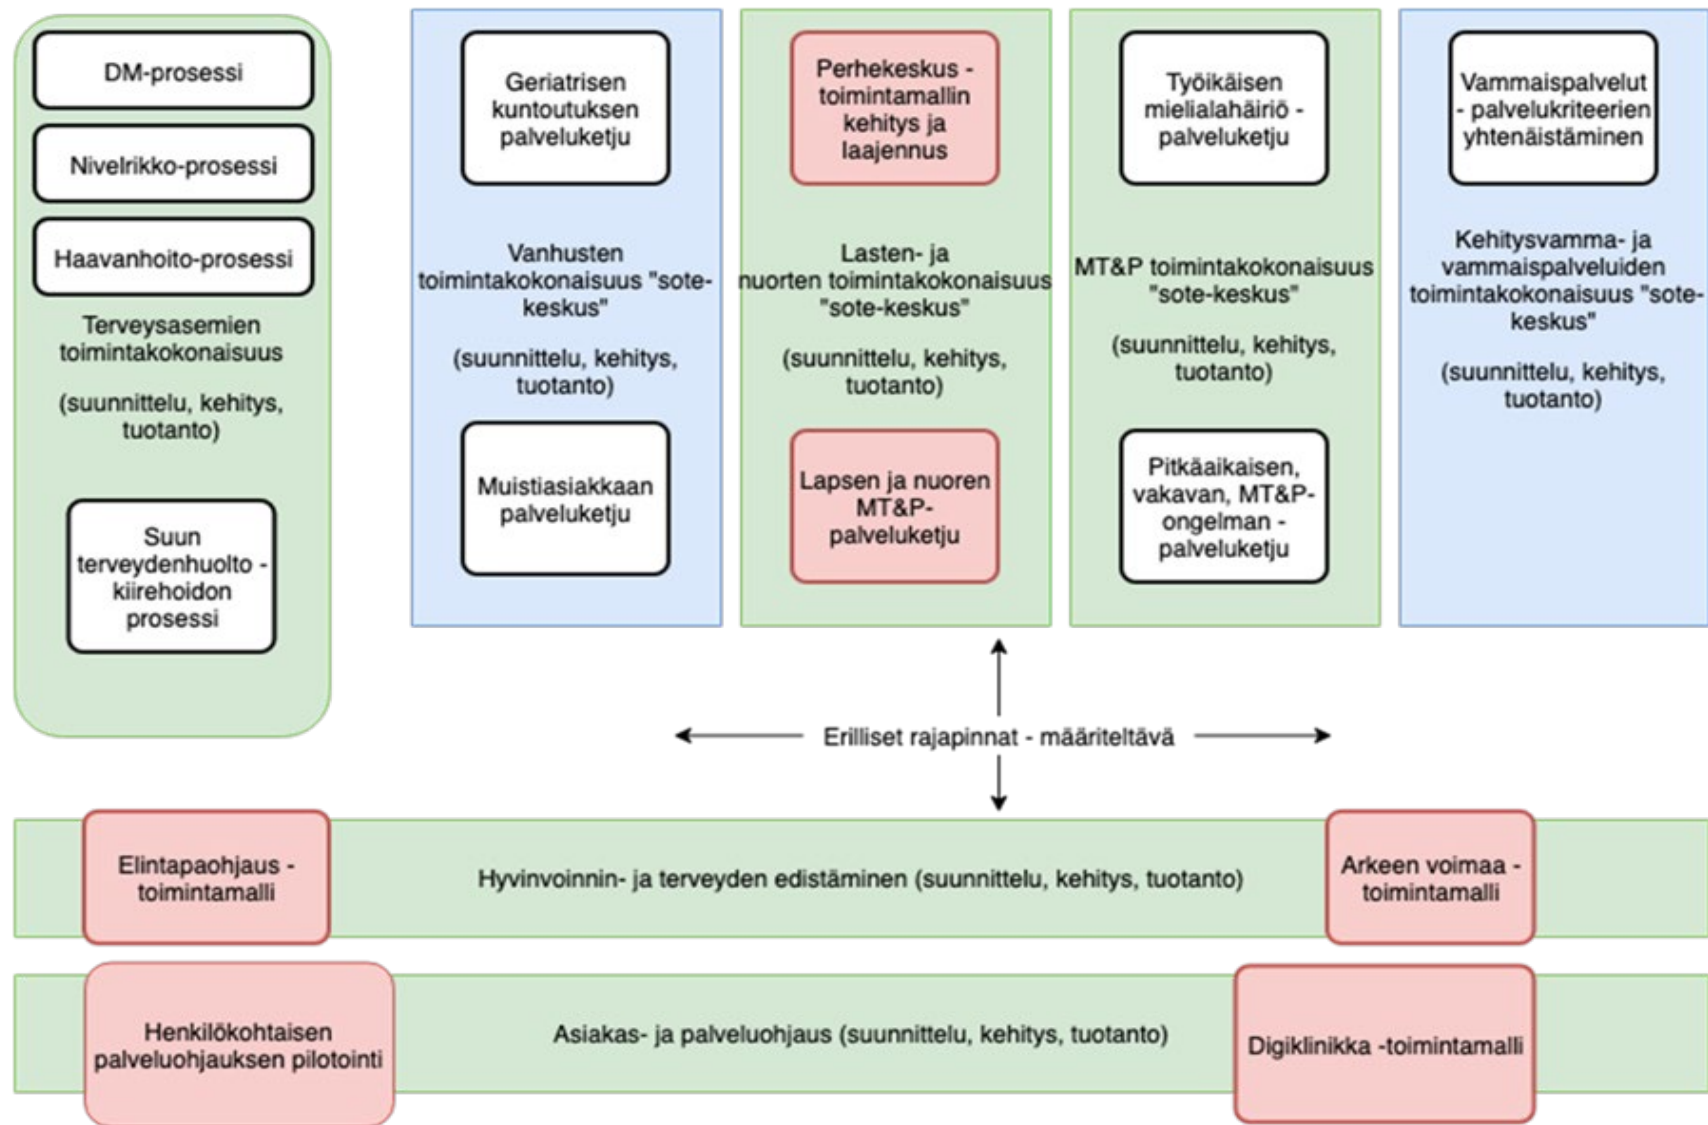 DM-prosessi
Nivelrikko-prosessi
Haavanhoito-prosessi
Terveysasemien
toimintakokonaisuus
(suunnittelu, kehitys,
tuotanto)
Suun
terveydenhuolto -
kiirehoidon
prosessi
Geriatrisen
kuntoutuksen
palveluketju
Vanhusten
toimintakokonaisuus "sote-
keskus"
(suunnittelu, kehitys,
tuotanto)
Muistiasiakkaan
palveluketju
Perhekeskus -
toimintamallin
kehitys ja
laajennus
Lasten- ja
nuorten toimintakokonaisuus
"sote-keskus"
(suunnittelu, kehitys,
tuotanto)
Lapsen ja nuoren
MT&P-
palveluketju
Työikäisen
mielialahäiriö -
palveluketju
MT&P toimintakokonaisuus
"sote-keskus"
(suunnittelu, kehitys,
tuotanto)
Pitkäaikaisen,
vakavan, MT&P-
ongelman -
palveluketju
Vammaispalvelut
- palvelukriteerien
yhtenäistäminen
Kehitysvamma- ja
vammaispalveluiden
toimintakokonaisuus "sote-
keskus"
(suunnittelu, kehitys,
tuotanto)
Erilliset rajapinnat - määriteltävä
Elintapaohjaus -
toimintamalli
Hyvinvoinnin- ja terveyden edistäminen (suunnittelu, kehitys, tuotanto)
Arkeen voimaa -
toimintamalli
Henkilökohtaisen
palveluohjauksen pilotointi
Asiakas- ja palveluohjaus (suunnittelu, kehitys, tuotanto)
Digiklinikka -toimintamalli